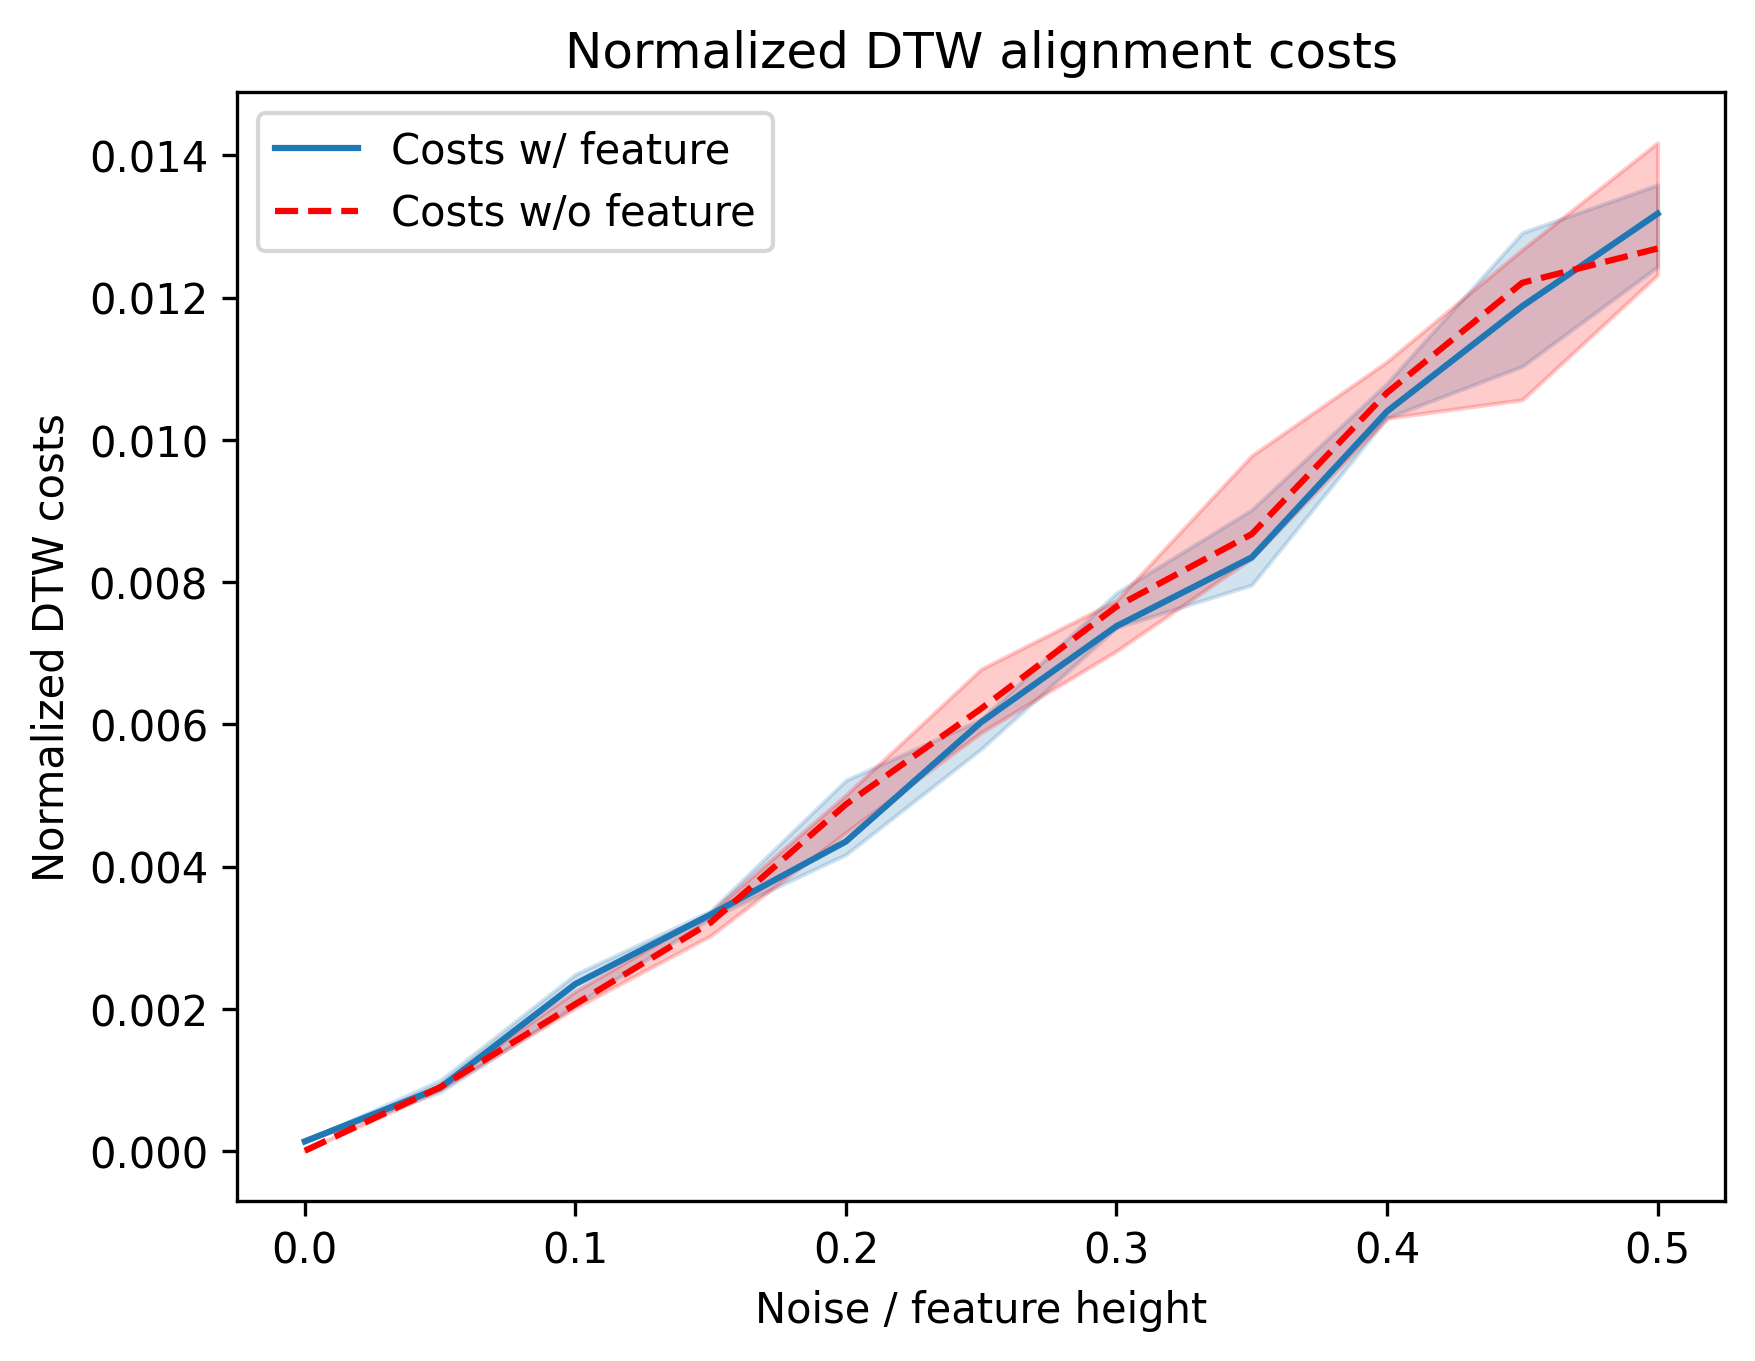 Normalized DTW alignment costs
Costs w/ feature
Costs w/o feature
Normalized DTW costs
0.014
0.012
0.010
0.008
0.006
0.004
0.002
0.000
0.0 0.1 0.2 0.3 0.4 0.5
Noise / feature height